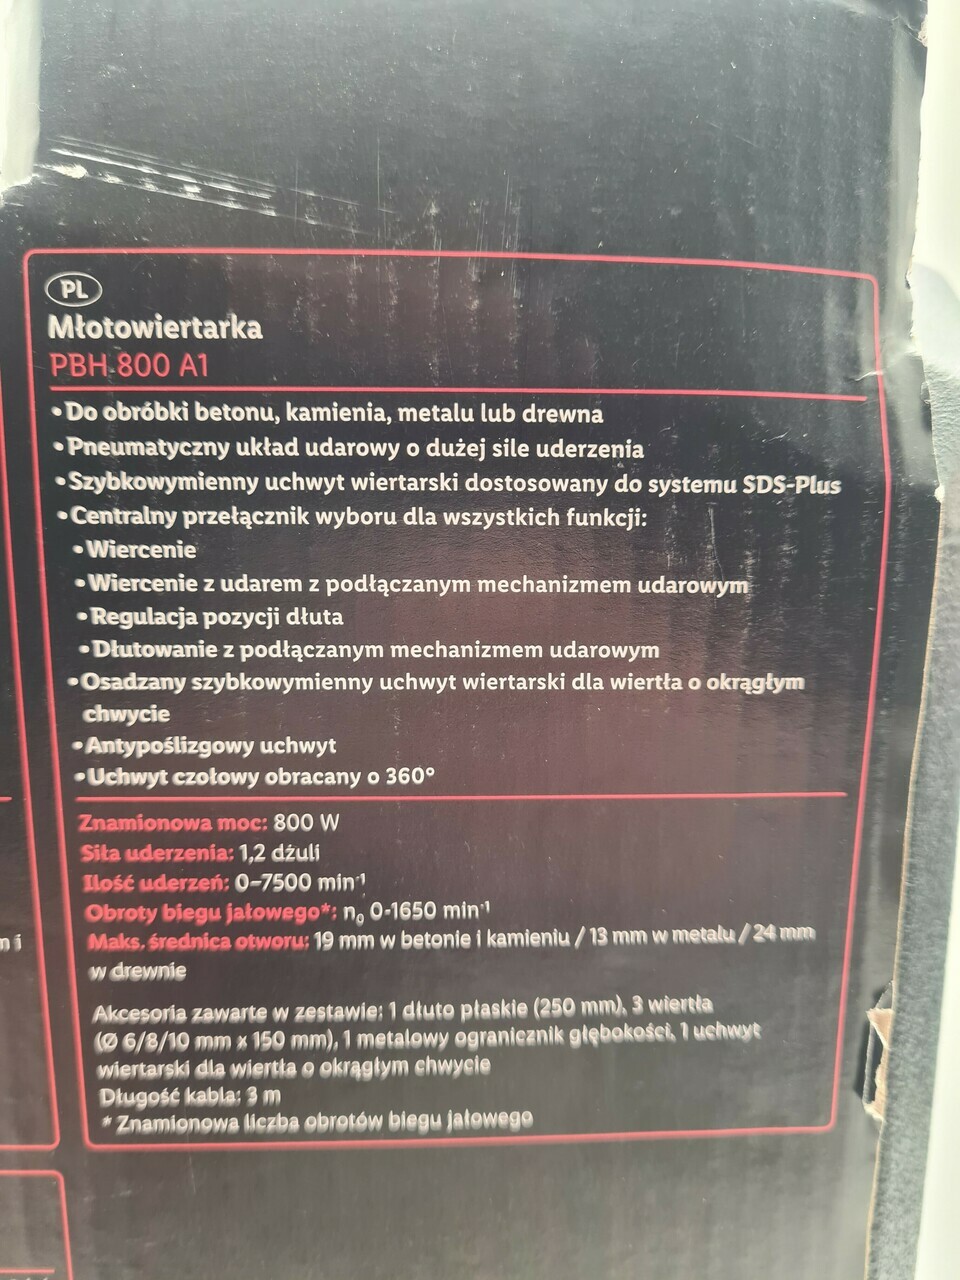 PL
Młotowiertarka
PBH 800 A1
•Do obróbki betonu, kamienia, metalu lub drewna
•Pneumatyczny układ udarowy o dużej sile uderzenia
•Szybkowymienny uchwyt wiertarski dostosowany do systemu SDS-Plus
•Centralny przełącznik wyboru dla wszystkich funkcji:
•Wiercenie
•Wiercenie z udarem z podłączanym mechanizmem udarowym
•Regulacja pozycji dłuta
•Dłutowanie z podłączanym mechanizmem udarowym
•Osadzany szybkowymienny uchwyt wiertarski dla wiertła o okrągłym
chwycie
•Antypoślizgowy uchwyt
•Uchwyt czołowy obracany o 360°
Znamionowa moc: 800 W
Siła uderzenia: 1,2 dżuli
Ilość uderzeń: 0–7500 min⁻¹
Obroty biegu jałowego*: n₀ 0-1650 min⁻¹
Maks. średnica otworu: 19 mm w betonie i kamieniu / 13 mm w metalu / 24 mm
w drewnie
Akcesoria zawarte w zestawie: 1 dłuto płaskie (250 mm), 3 wiertła
(Ø 6/8/10 mm x 150 mm), 1 metalowy ogranicznik głębokości, 1 uchwyt
wiertarski dla wiertła o okrągłym chwycie
Długość kabla: 3 m
* Znamionowa liczba obrotów biegu jałowego